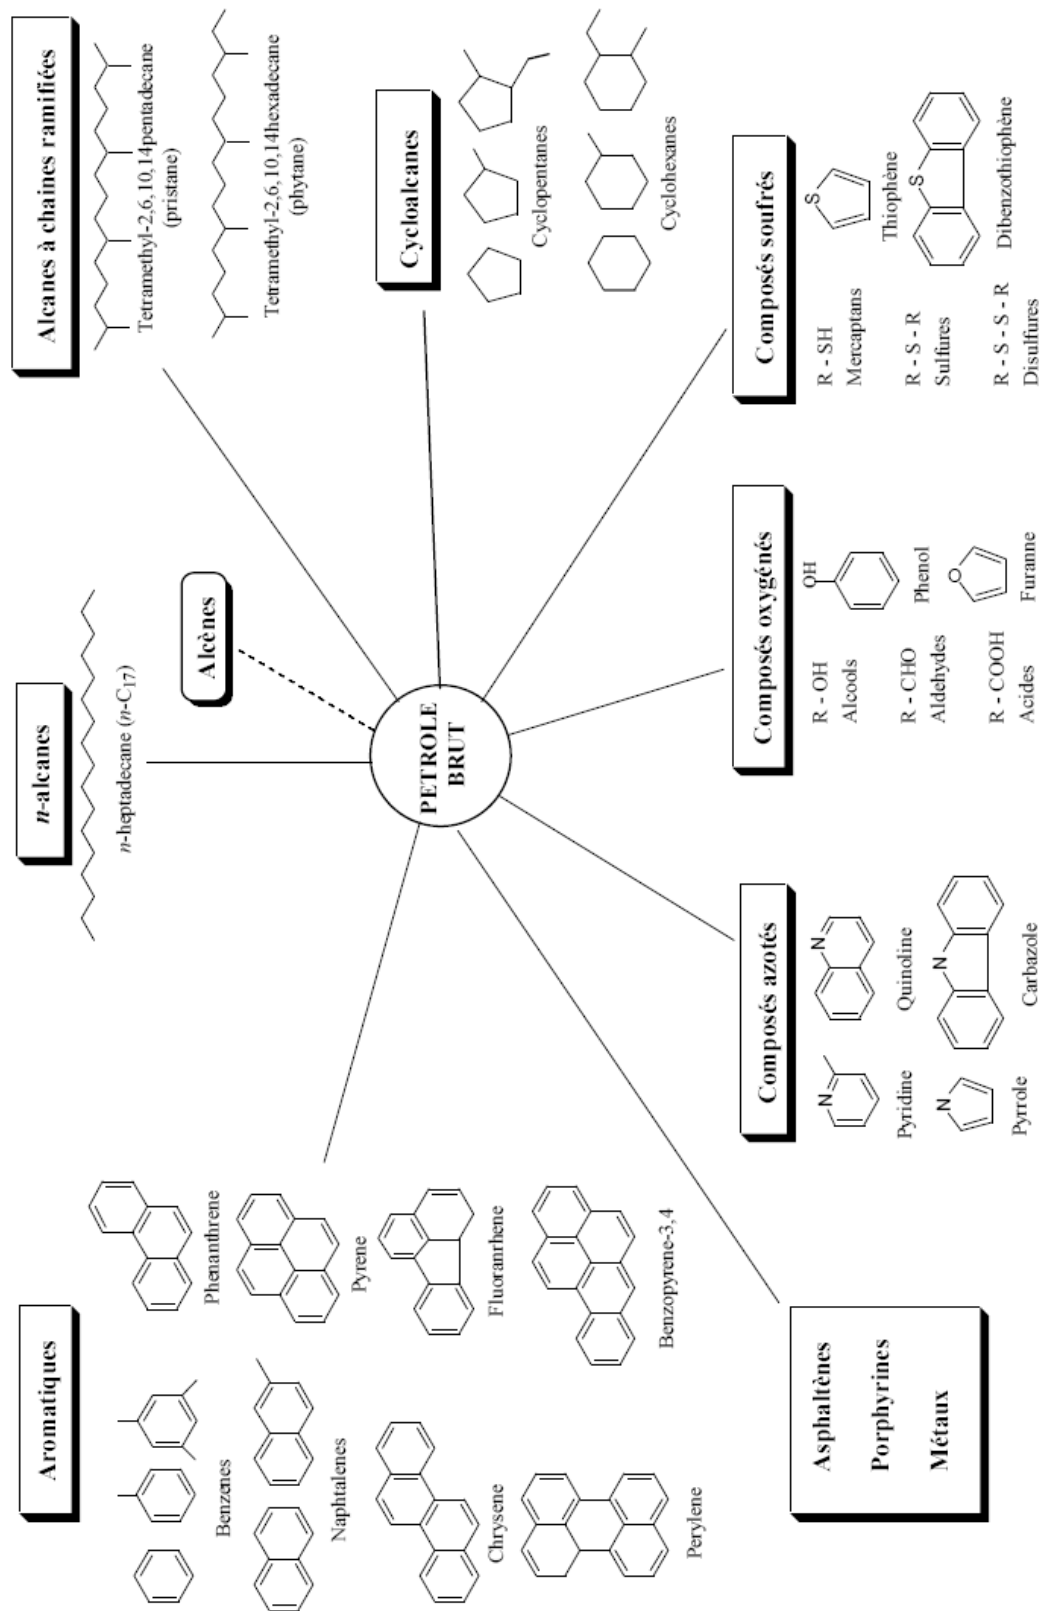 Aromatiques
Benzenes
Naphtalenes
Chrysene
Perylene
Phenanthrene
Pyrene
Fluoranrhene
Benzopyrene-3,4
n-alcanes
n-heptadecane (n-C17)
Alcènes
Alcanes à chaines ramifiées
Tetramethyl-2,6,10,14pentadecane
(pristane)
Tetramethyl-2,6,10,14hexadecane
(phytane)
PETROLE
BRUT
Cycloalcanes
Cyclopentanes
Cyclohexanes
Asphaltènes
Porphyrines
Métaux
Composés azotés
N
N
Pyridine
Quinoline
N
N
Pyrrole
Carbazole
Composés oxygénés
R - OH
Alcools
OH
Phenol
R - CHO
Aldehydes
R - COOH
Acides
O
Furanne
Composés soufrés
R - SH
Mercaptans
S
Thiophène
R - S - R
Sulfures
S
R - S - S - R
Disulfures
Dibenzothiophène